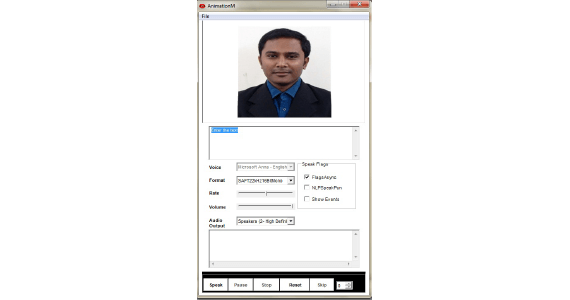 AnimationM
File
Enter the text
Voice
Microsoft Anna - English
Speak Flags
Format
SAFT22kHz16BitMono
FlagsAsync
Rate
NLPSpeakPun
Volume
Show Events
Audio
Output
Speakers (2- High Defini
Speak
Pause
Stop
Reset
Skip